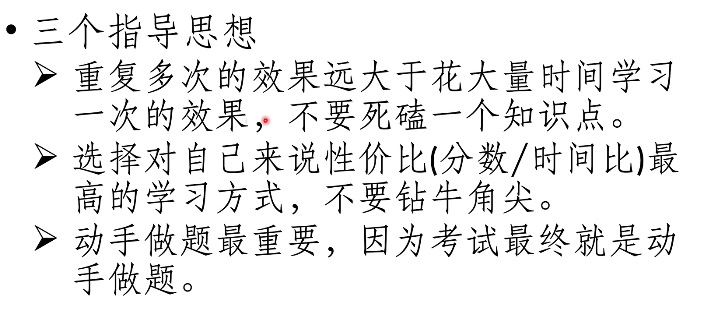 • 三个指导思想
➢ 重复多次的效果远大于花大量时间学习
一次的效果，不要死磕一个知识点。
➢ 选择对自己来说性价比(分数/时间比)最
高的学习方式，不要钻牛角尖。
➢ 动手做题最重要，因为考试最终就是动
手做题。